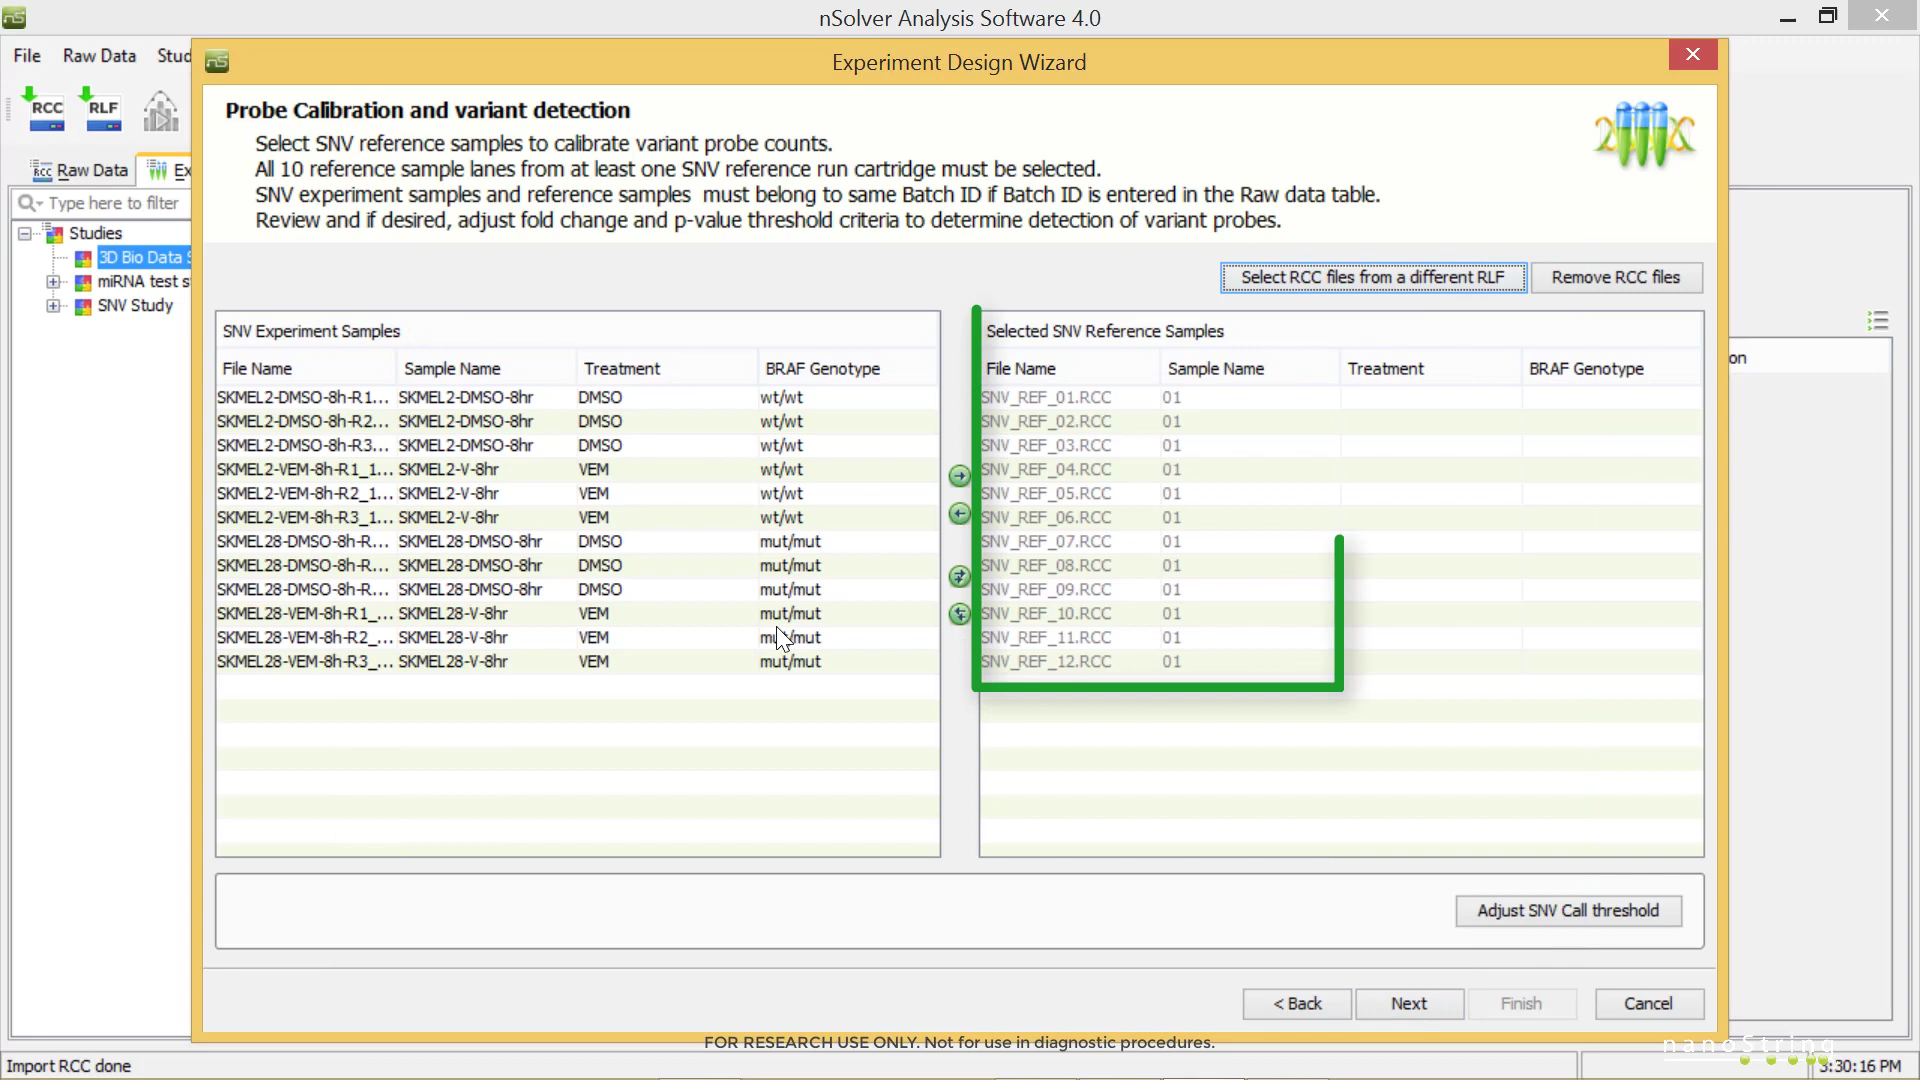 nSolver Analysis Software 4.0
File Raw Data Stud
Experiment Design Wizard
RCC RLF
Probe Calibration and variant detection
Select SNV reference samples to calibrate variant probe counts.
All 10 reference sample lanes from at least one SNV reference run cartridge must be selected.
SNV experiment samples and reference samples must belong to same Batch ID if Batch ID is entered in the Raw data table.
Review and if desired, adjust fold change and p-value threshold criteria to determine detection of variant probes.
RCC Raw Data Ex
Type here to filter
Studies
3D Bio Data S
miRNA test s
SNV Study
Select RCC files from a different RLF Remove RCC files
SNV Experiment Samples
File Name Sample Name Treatment BRAF Genotype
SKMEL2-DMSO-8h-R1... SKMEL2-DMSO-8hr DMSO wt/wt
SKMEL2-DMSO-8h-R2... SKMEL2-DMSO-8hr DMSO wt/wt
SKMEL2-DMSO-8h-R3... SKMEL2-DMSO-8hr DMSO wt/wt
SKMEL2-VEM-8h-R1_1... SKMEL2-V-8hr VEM wt/wt
SKMEL2-VEM-8h-R2_1... SKMEL2-V-8hr VEM wt/wt
SKMEL2-VEM-8h-R3_1... SKMEL2-V-8hr VEM wt/wt
SKMEL28-DMSO-8h-R... SKMEL28-DMSO-8hr DMSO mut/mut
SKMEL28-DMSO-8h-R... SKMEL28-DMSO-8hr DMSO mut/mut
SKMEL28-DMSO-8h-R... SKMEL28-DMSO-8hr DMSO mut/mut
SKMEL28-VEM-8h-R1_... SKMEL28-V-8hr VEM mut/mut
SKMEL28-VEM-8h-R2_... SKMEL28-V-8hr VEM mut/mut
SKMEL28-VEM-8h-R3_... SKMEL28-V-8hr VEM mut/mut
Selected SNV Reference Samples
File Name Sample Name Treatment BRAF Genotype
SNV_REF_01.RCC 01
SNV_REF_02.RCC 01
SNV_REF_03.RCC 01
SNV_REF_04.RCC 01
SNV_REF_05.RCC 01
SNV_REF_06.RCC 01
SNV_REF_07.RCC 01
SNV_REF_08.RCC 01
SNV_REF_09.RCC 01
SNV_REF_10.RCC 01
SNV_REF_11.RCC 01
SNV_REF_12.RCC 01
on
Adjust SNV Call threshold
< Back Next Finish Cancel
FOR RESEARCH USE ONLY. Not for use in diagnostic procedures.
nanoString
Import RCC done
3:30:16 PM